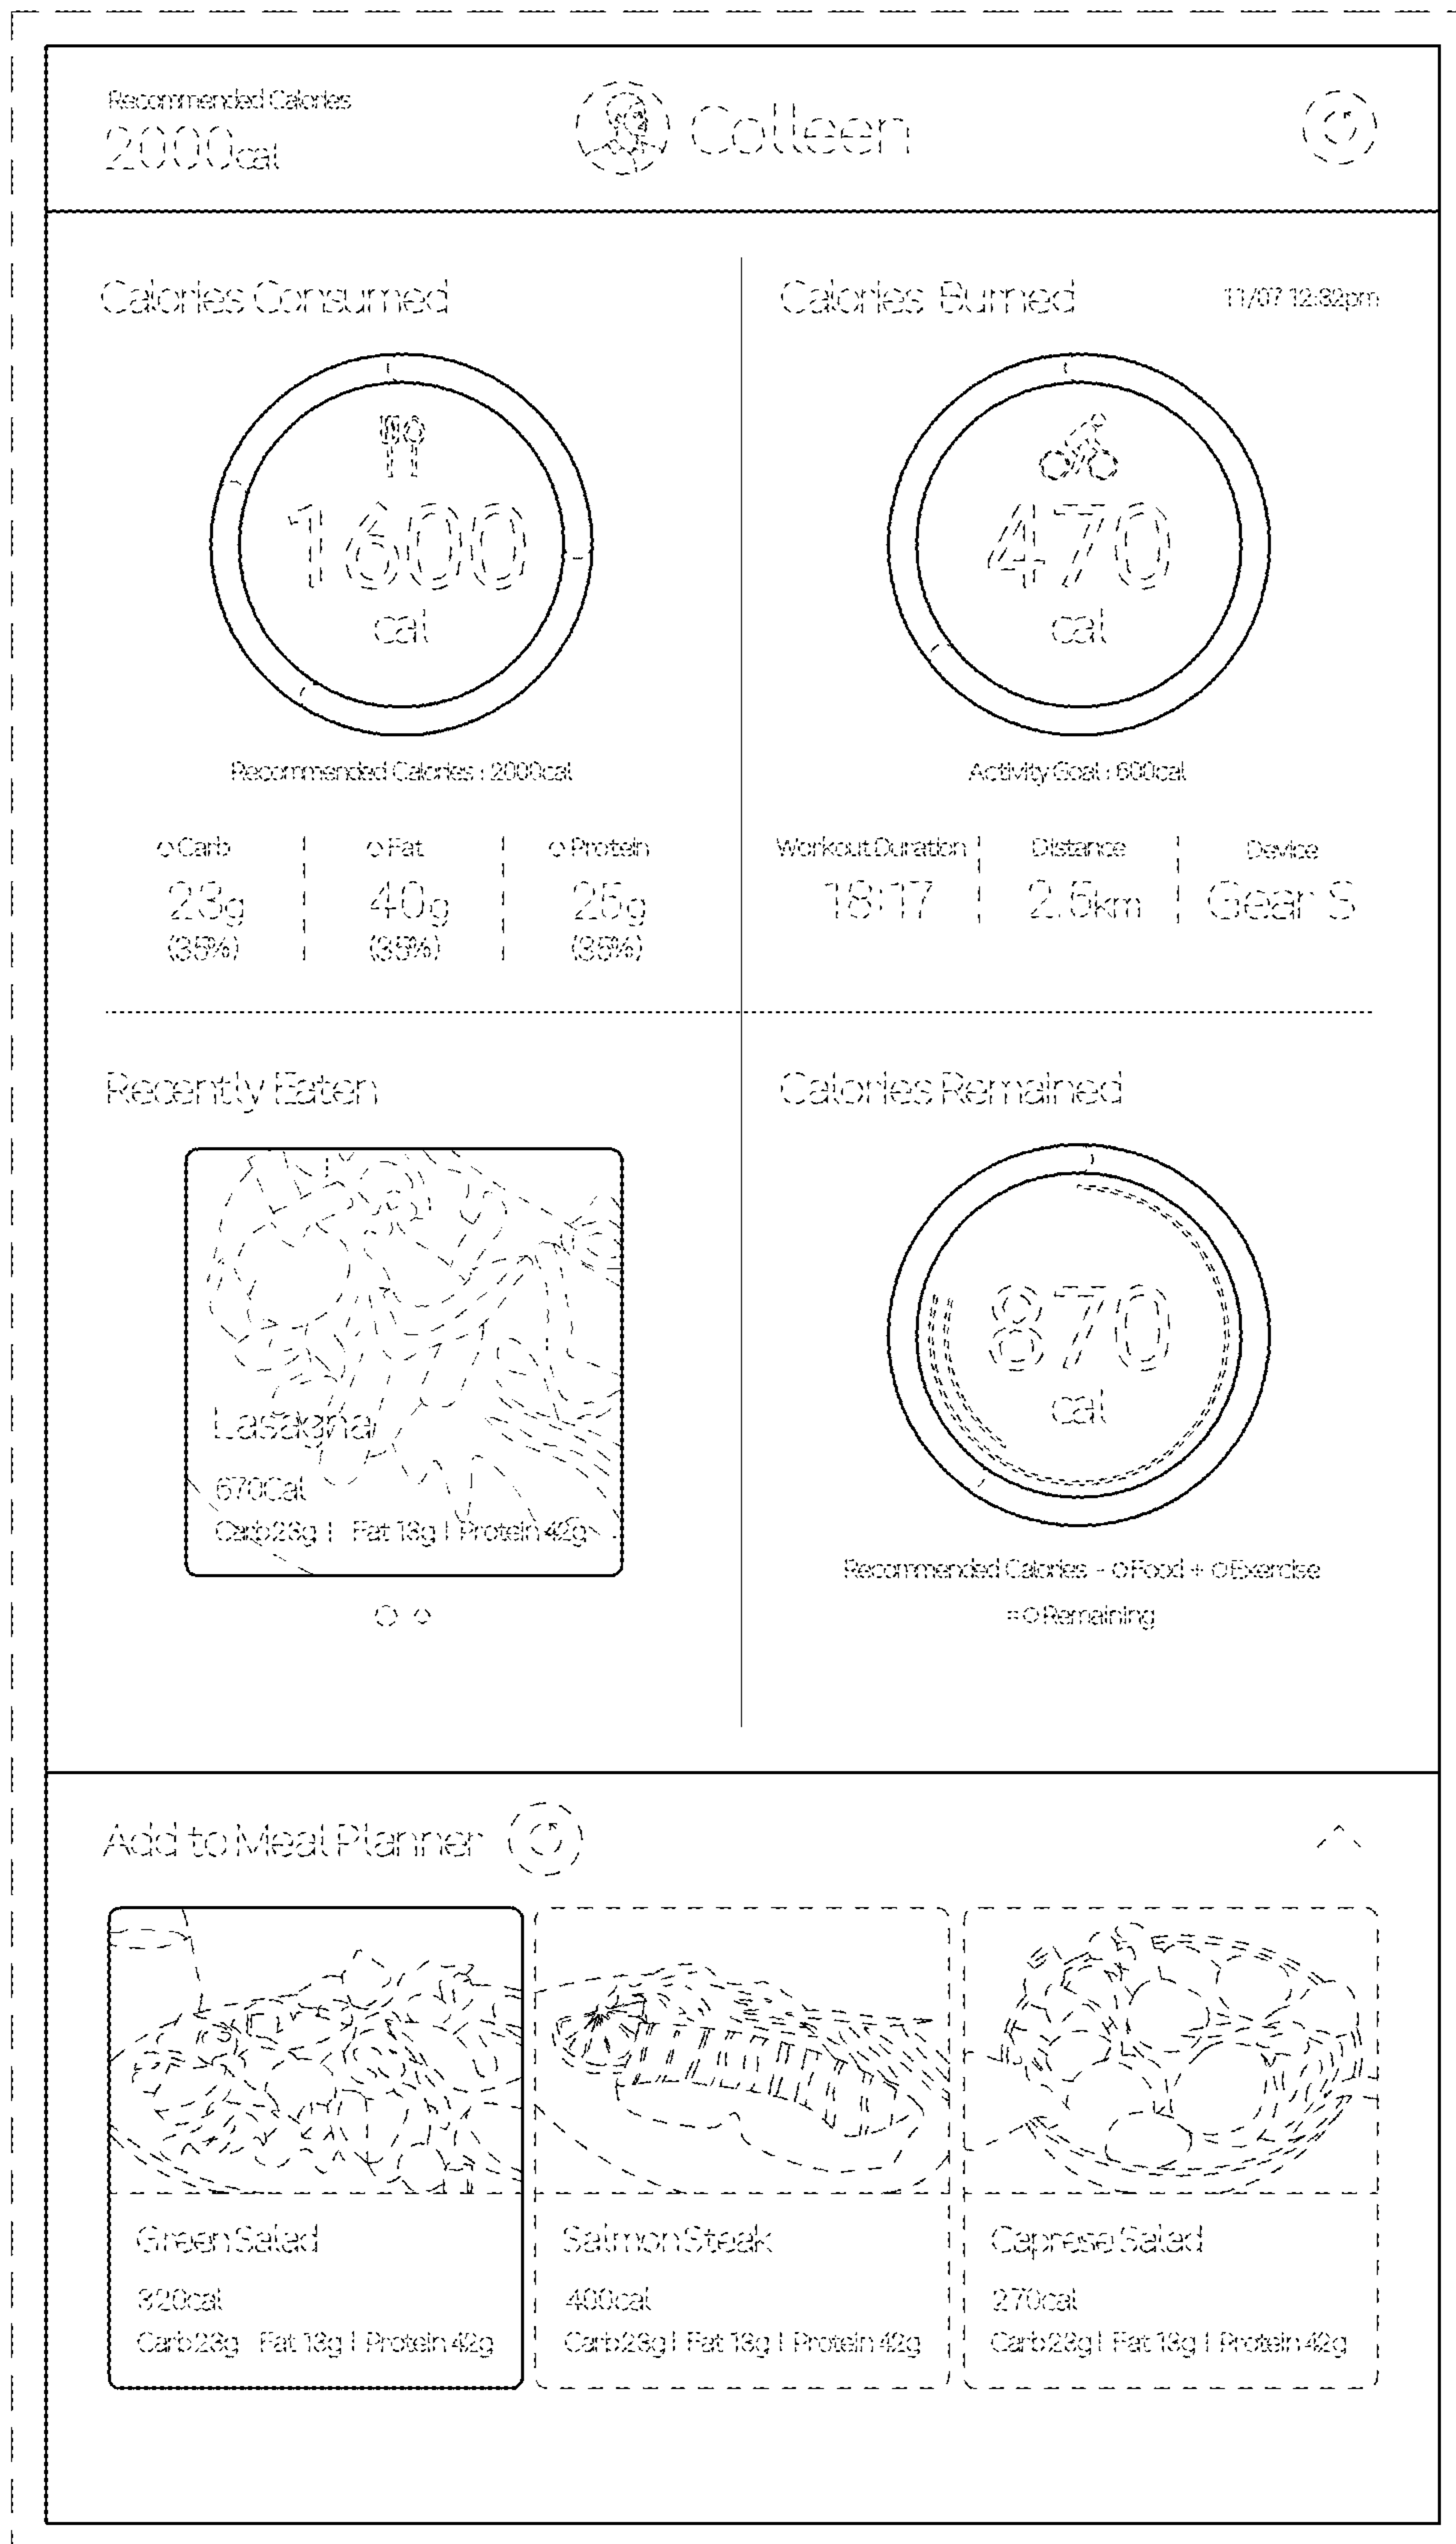 Recommended Calories
2000cal
Colleen
Calories Consumed
1600
cal
Recommended Calories : 2000cal
Carb
23g
(35%)
Fat
40g
(35%)
Protein
25g
(35%)
Calories Burned
11/07 12:32pm
470
cal
Activity Goal : 600cal
Workout Duration
18:17
Distance
2.5km
Device
Gear S
Recently Eaten
Lasagna
670Cal
Carb 23g | Fat 13g | Protein 42g
Calories Remained
870
cal
Recommended Calories - Food + Exercise
= Remaining
Add to Meal Planner
Green Salad
320cal
Carb 23g Fat 13g | Protein 42g
Salmon Steak
400cal
Carb 23g | Fat 13g | Protein 42g
Caprese Salad
270cal
Carb 23g | Fat 13g | Protein 42g